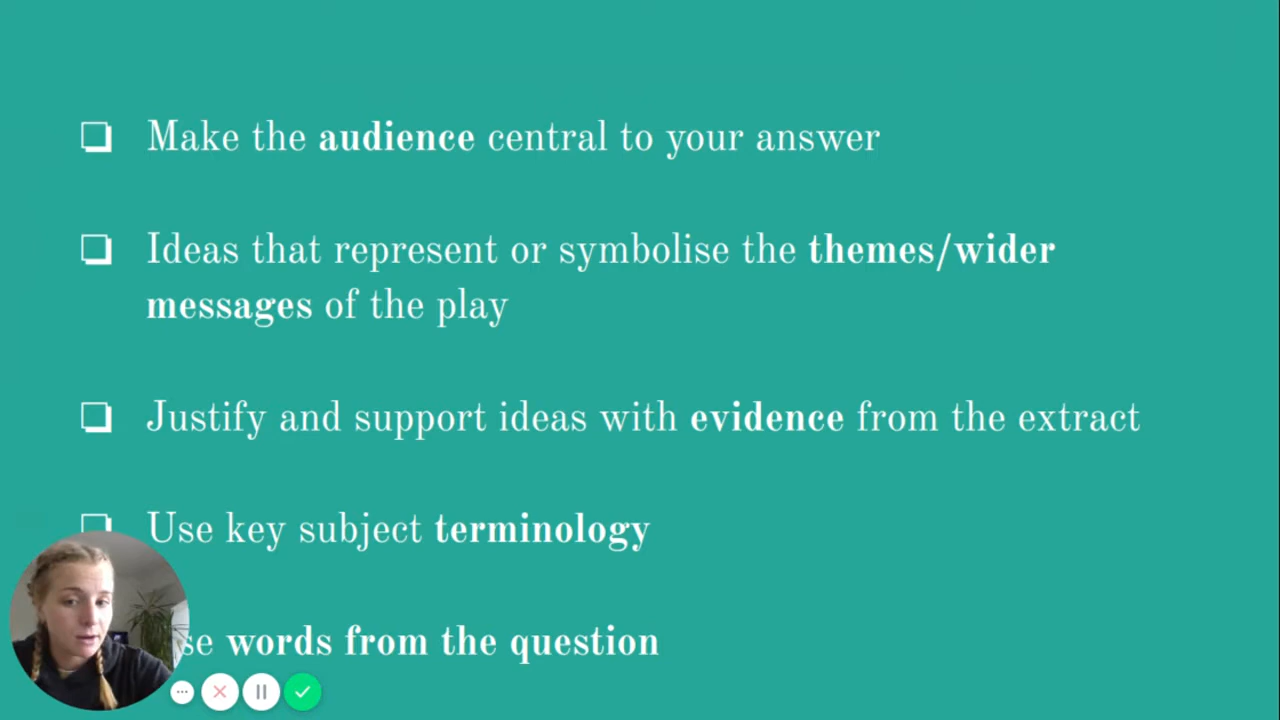 Make the audience central to your answer
Ideas that represent or symbolise the themes/wider
messages of the play
Justify and support ideas with evidence from the extract
Use key subject terminology
words from the question